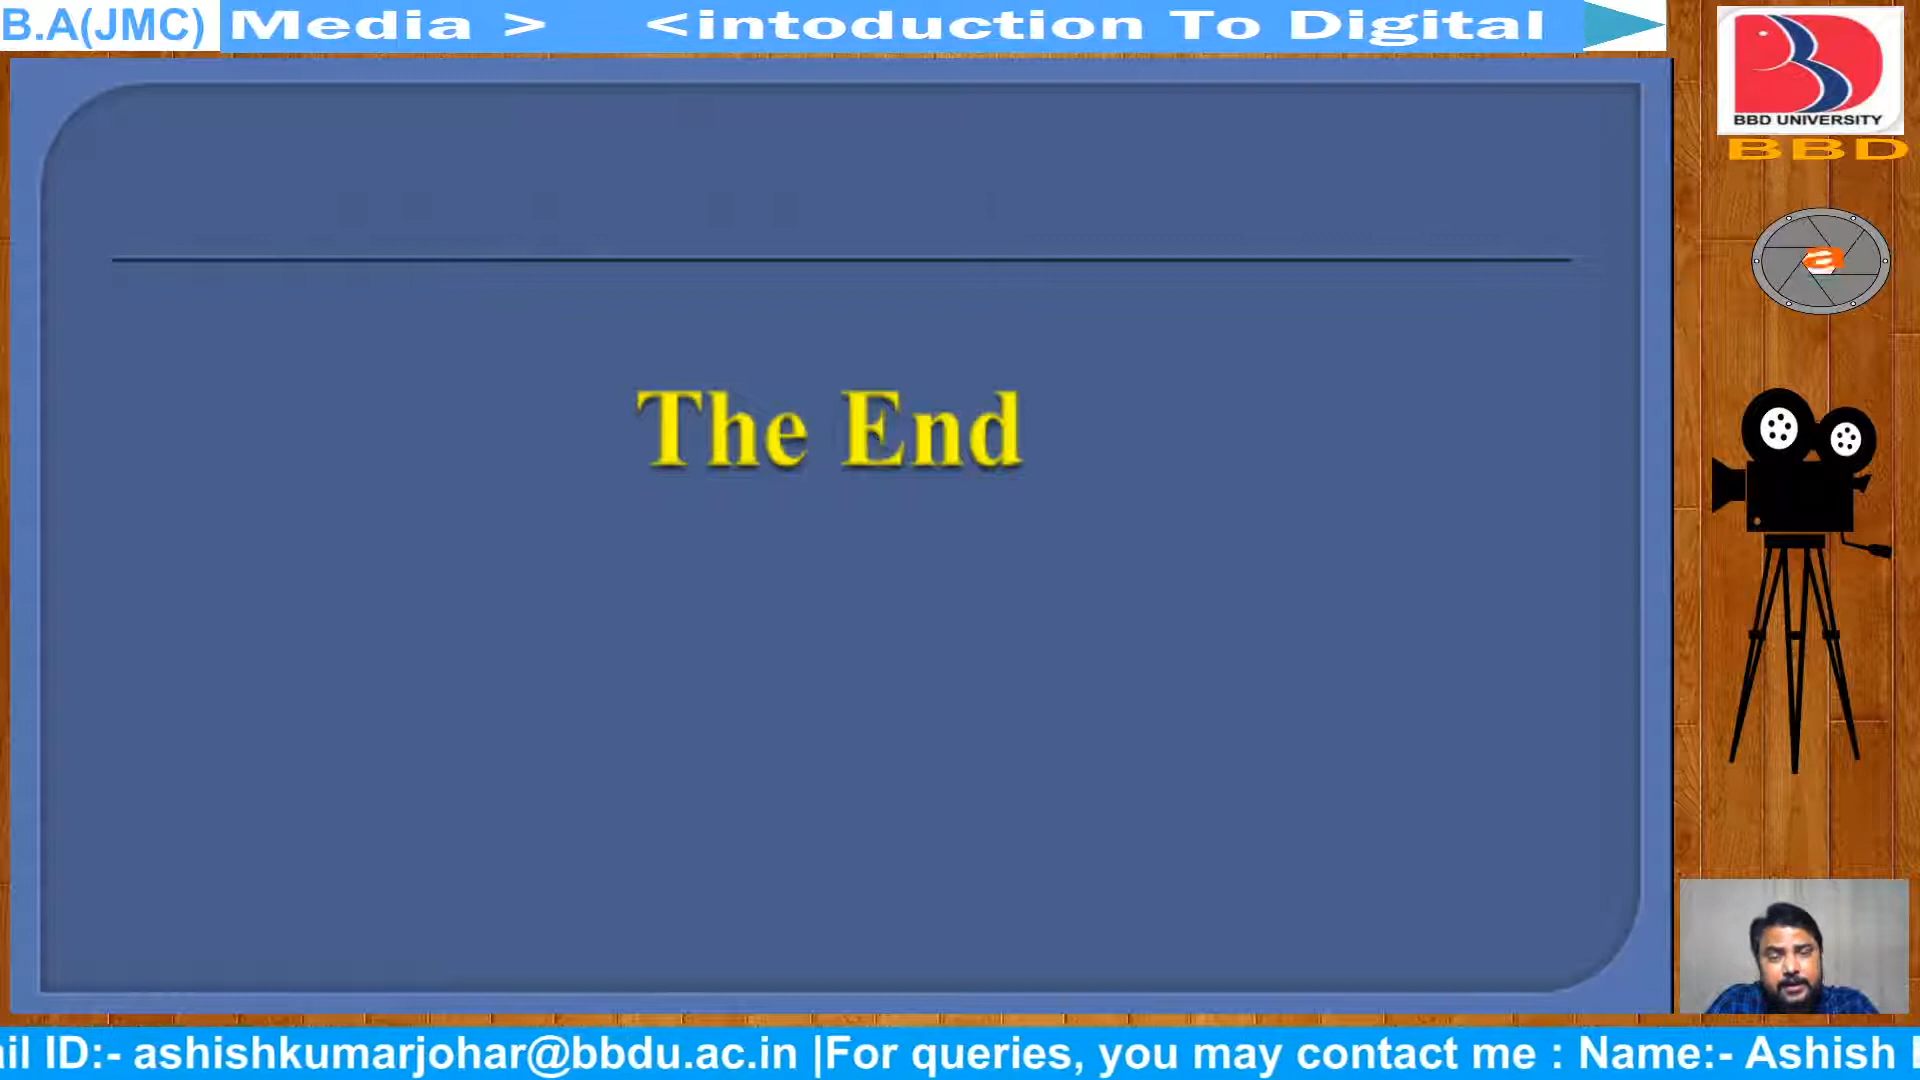 B.A(JMC) Media > <intoduction To Digital
BBD UNIVERSITY
BBD
a
The End
ail ID:- ashishkumarjohar@bbdu.ac.in |For queries, you may contact me : Name:- Ashish